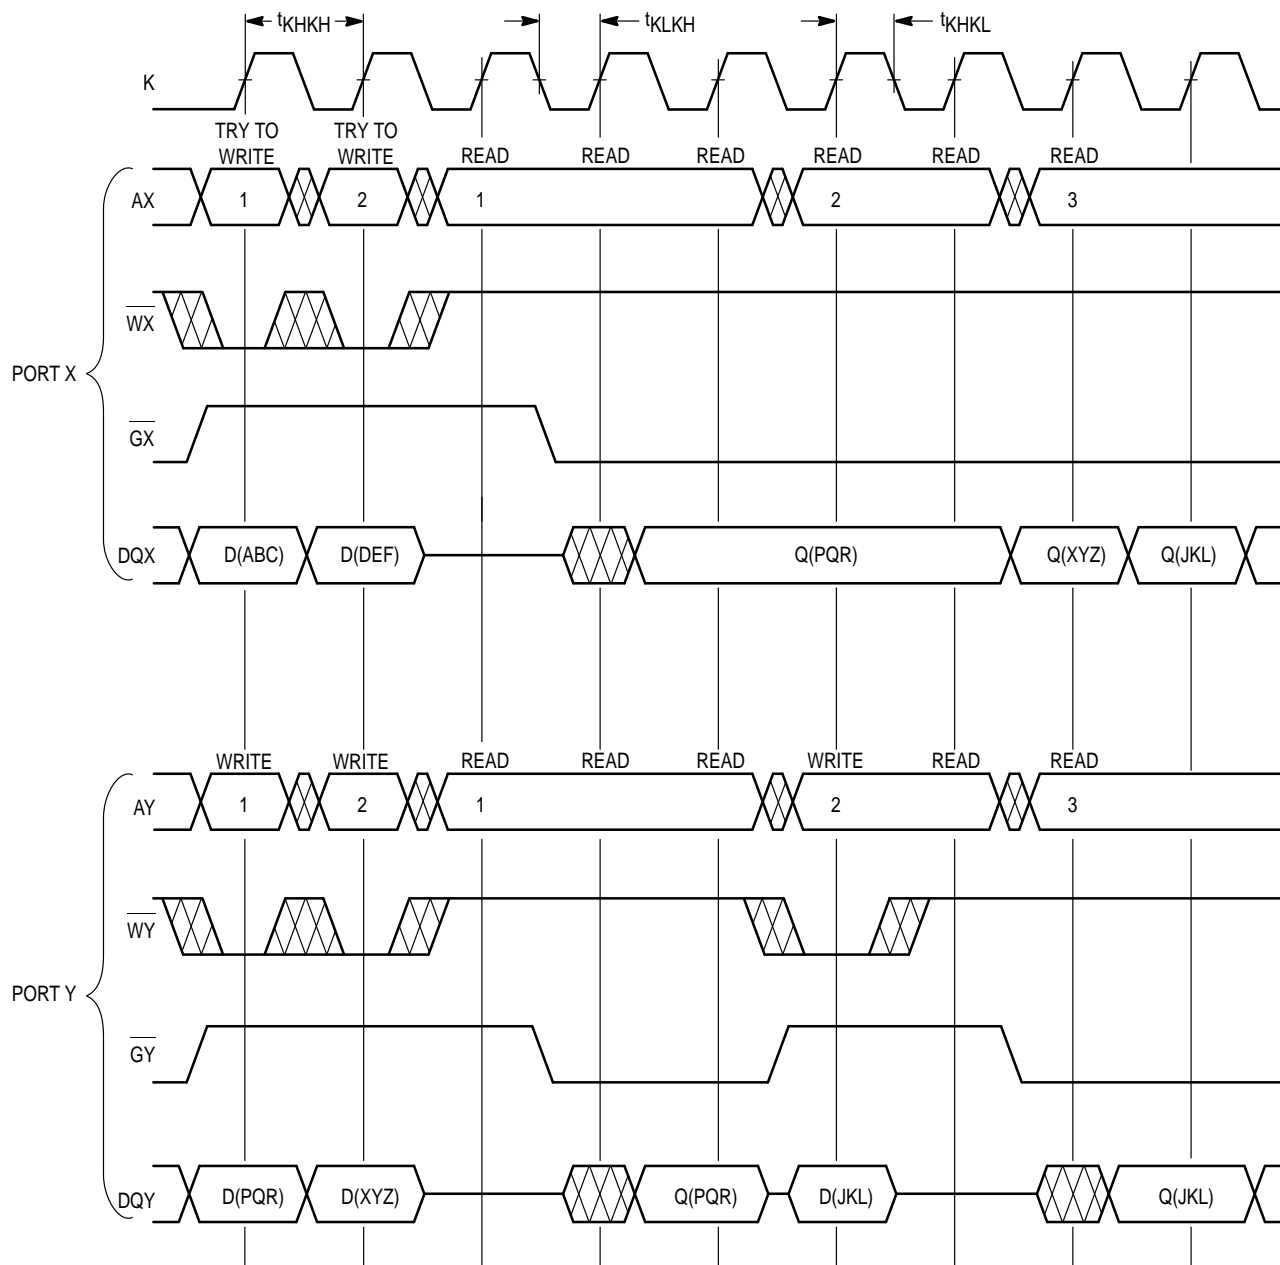 tKHKH tKLKH tKHKL
K
TRY TO TRY TO
WRITE WRITE READ READ READ READ READ READ
AX 1 2 1 2 3
WX
PORT X
GX
DQX D(ABC) D(DEF) Q(PQR) Q(XYZ) Q(JKL)
WRITE WRITE READ READ READ WRITE READ READ
AY 1 2 1 2 3
WY
PORT Y
GY
DQY D(PQR) D(XYZ) Q(PQR) D(JKL) Q(JKL)